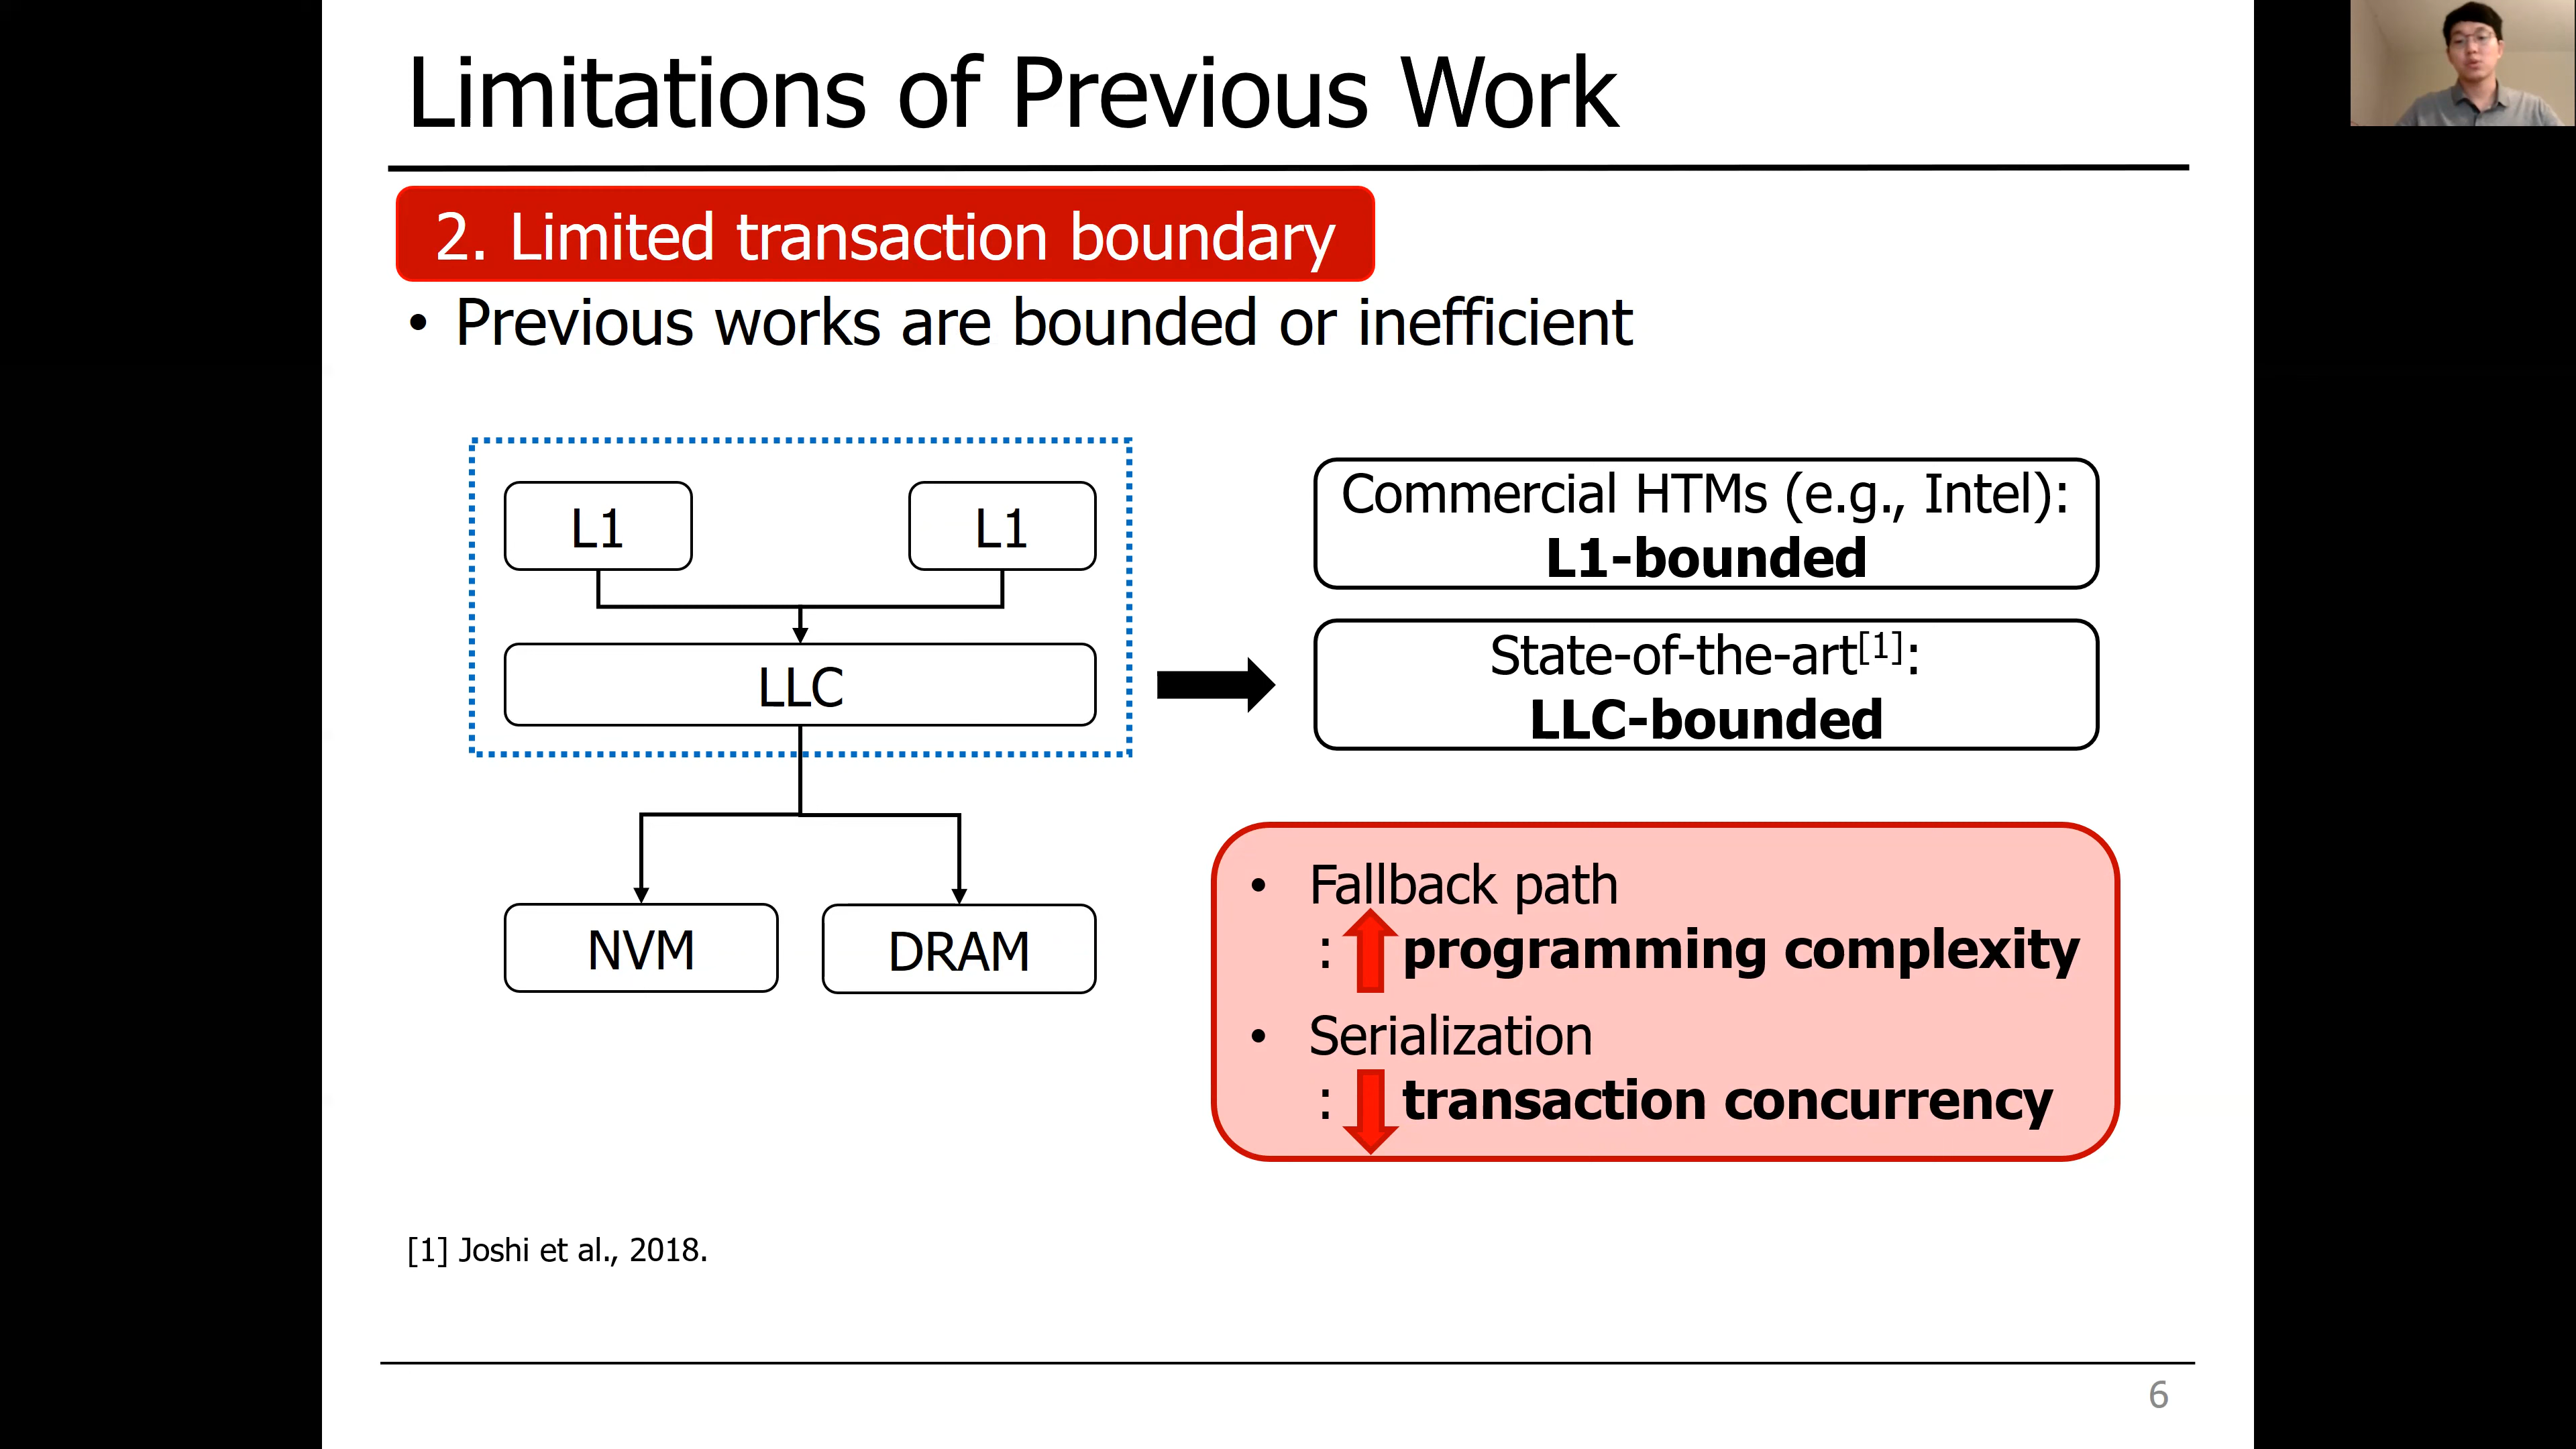 Limitations of Previous Work
2. Limited transaction boundary
• Previous works are bounded or inefficient
L1
L1
LLC
NVM
DRAM
Commercial HTMs (e.g., Intel):
L1-bounded
State-of-the-art[1]:
LLC-bounded
• Fallback path
: programming complexity
• Serialization
: transaction concurrency
[1] Joshi et al., 2018.
6